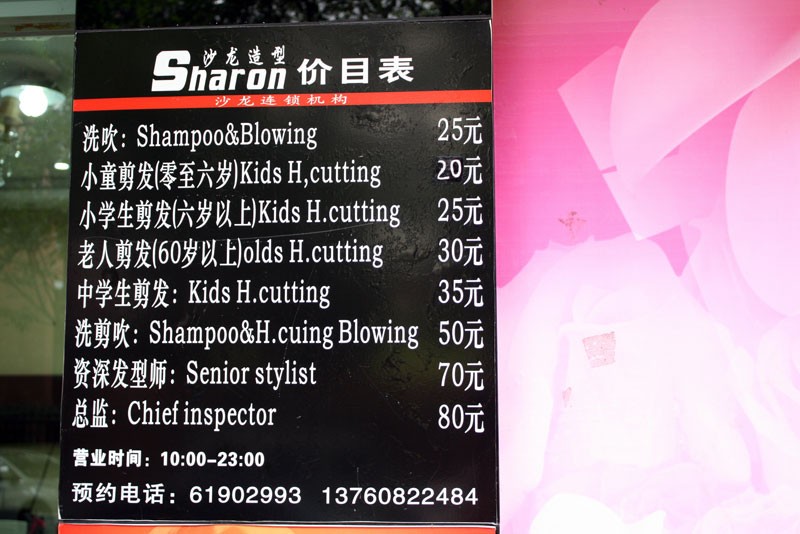 沙龙造型
Sharon 价目表
沙龙连锁机构
洗吹：Shampoo&Blowing 25元
小童剪发(零至六岁)Kids H,cutting 20元
小学生剪发(六岁以上)Kids H.cutting 25元
老人剪发(60岁以上)olds H.cutting 30元
中学生剪发：Kids H.cutting 35元
洗剪吹：Shampoo&H.cuing Blowing 50元
资深发型师：Senior stylist 70元
总监：Chief inspector 80元
营业时间：10:00-23:00
预约电话：61902993 13760822484